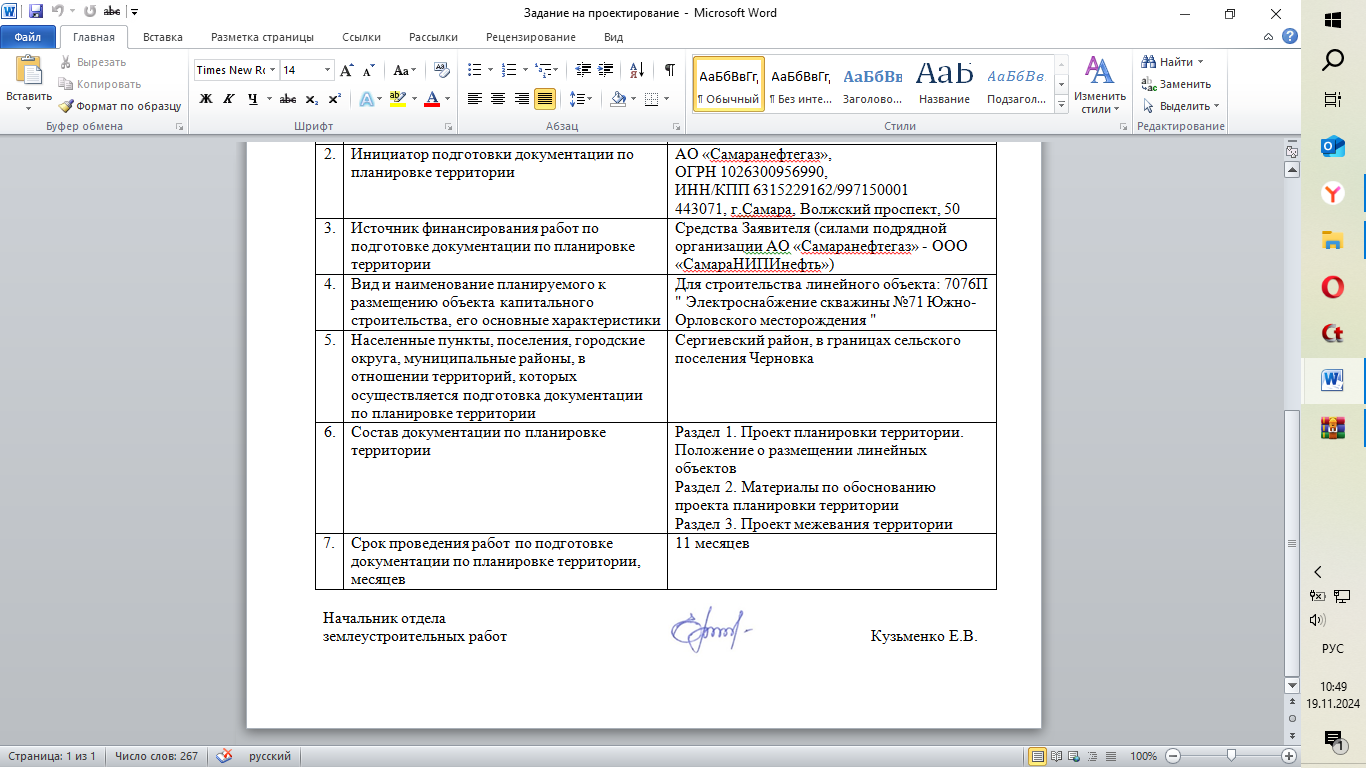 Задание на проектирование - Microsoft Word
Файл Главная Вставка Разметка страницы Ссылки Рассылки Рецензирование Вид
Вставить
Вырезать
Копировать
Формат по образцу
Буфер обмена
Times New Ro 14
Ж К Ч abc x₂ x²
Шрифт
Абзац
АаБбВвГг, АаБбВвГг, АаБбВв АаБ АаБбВв.
¶ Обычный ¶ Без инте... Заголово... Название Подзагол...
Стили
Изменить
стили
Найти
Заменить
Выделить
Редактирование
2. Инициатор подготовки документации по
планировке территории
АО «Самаранефтегаз»,
ОГРН 1026300956990,
ИНН/КПП 6315229162/997150001
443071, г.Самара, Волжский проспект, 50
3. Источник финансирования работ по
подготовке документации по планировке
территории
Средства Заявителя (силами подрядной
организации АО «Самаранефтегаз» - ООО
«СамараНИПИнефть»)
4. Вид и наименование планируемого к
размещению объекта капитального
строительства, его основные характеристики
Для строительства линейного объекта: 7076П
" Электроснабжение скважины №71 Южно-
Орловского месторождения "
5. Населенные пункты, поселения, городские
округа, муниципальные районы, в
отношении территорий, которых
осуществляется подготовка документации
по планировке территории
Сергиевский район, в границах сельского
поселения Черновка
6. Состав документации по планировке
территории
Раздел 1. Проект планировки территории.
Положение о размещении линейных
объектов
Раздел 2. Материалы по обоснованию
проекта планировки территории
Раздел 3. Проект межевания территории
7. Срок проведения работ по подготовке
документации по планировке территории,
месяцев
11 месяцев
Начальник отдела
землеустроительных работ
Кузьменко Е.В.
Страница: 1 из 1 Число слов: 267 русский 100%
РУС
10:49
19.11.2024
1